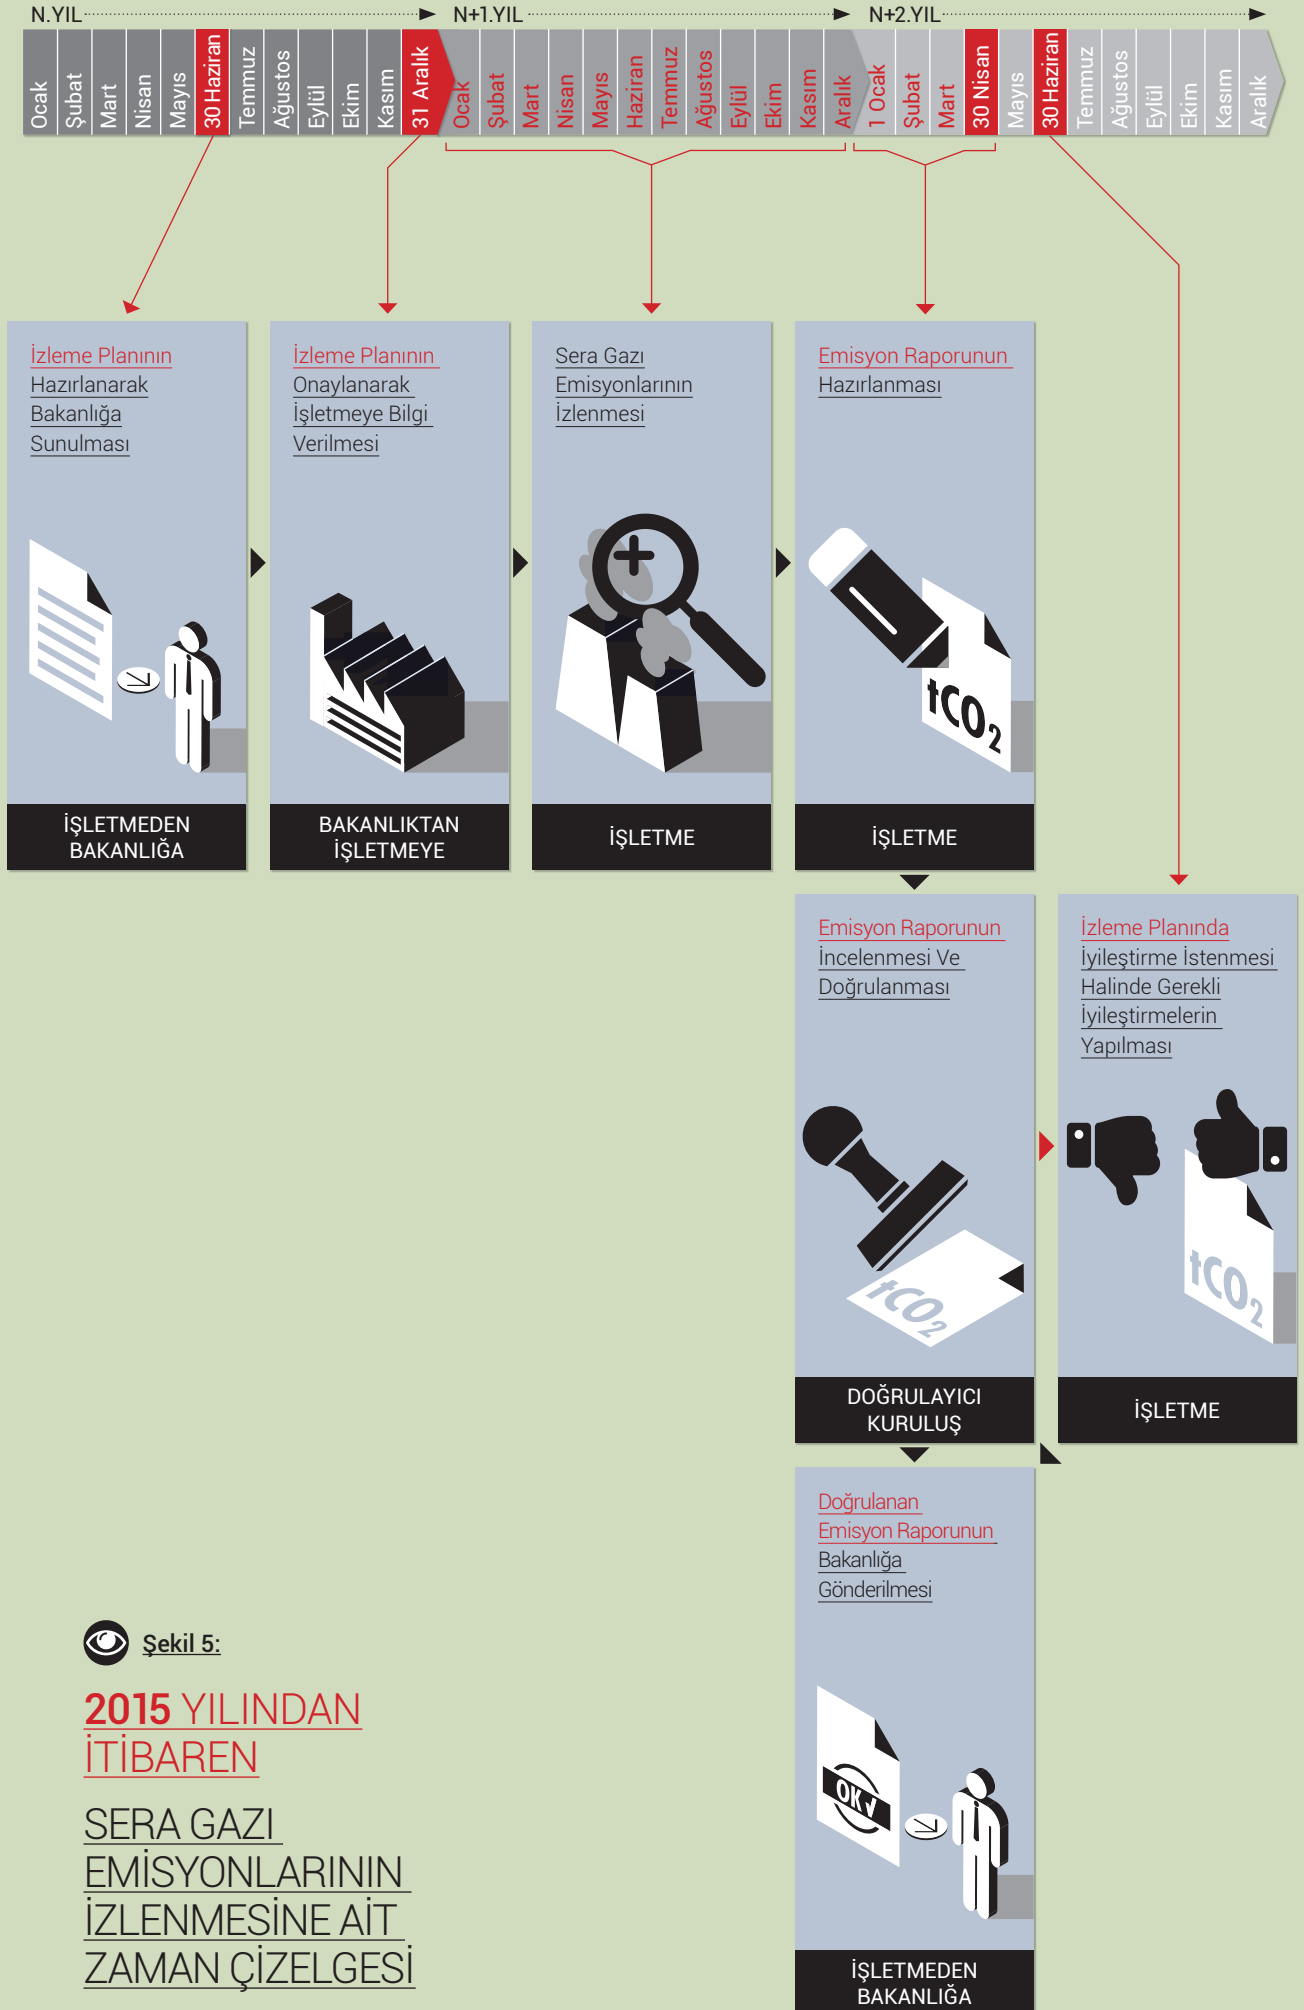 N.YIL
N+1.YIL
N+2.YIL
Ocak
Şubat
Mart
Nisan
Mayıs
30 Haziran
Temmuz
Ağustos
Eylül
Ekim
Kasım
31 Aralık
Ocak
Şubat
Mart
Nisan
Mayıs
Haziran
Temmuz
Ağustos
Eylül
Ekim
Kasım
Aralık
1 Ocak
Şubat
Mart
30 Nisan
Mayıs
30 Haziran
Temmuz
Ağustos
Eylül
Ekim
Kasım
Aralık
İzleme Planının
Hazırlanarak
Bakanlığa
Sunulması
İŞLETMEDEN
BAKANLIĞA
İzleme Planının
Onaylanarak
İşletmeye Bilgi
Verilmesi
BAKANLIKTAN
İŞLETMEYE
Sera Gazı
Emisyonlarının
İzlenmesi
İŞLETME
Emisyon Raporunun
Hazırlanması
tCO2
İŞLETME
Emisyon Raporunun
İncelenmesi Ve
Doğrulanması
tCO2
DOĞRULAYICI
KURULUŞ
İzleme Planında
İyileştirme İstenmesi
Halinde Gerekli
İyileştirmelerin
Yapılması
tCO2
İŞLETME
Doğrulanan
Emisyon Raporunun
Bakanlığa
Gönderilmesi
OK
İŞLETMEDEN
BAKANLIĞA
Şekil 5:
2015 YILINDAN
İTİBAREN
SERA GAZI
EMİSYONLARININ
İZLENMESİNE AİT
ZAMAN ÇİZELGESİ